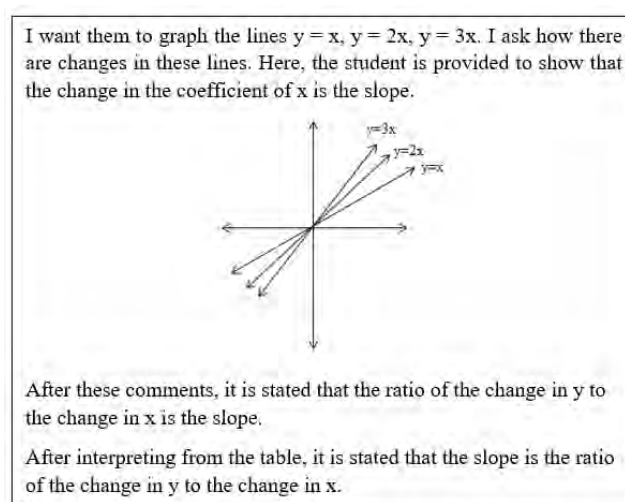 I want them to graph the lines y = x, y = 2x, y = 3x. I ask how there
are changes in these lines. Here, the student is provided to show that
the change in the coefficient of x is the slope.
y=3x
y=2x
y=x
After these comments, it is stated that the ratio of the change in y to
the change in x is the slope.
After interpreting from the table, it is stated that the slope is the ratio
of the change in y to the change in x.